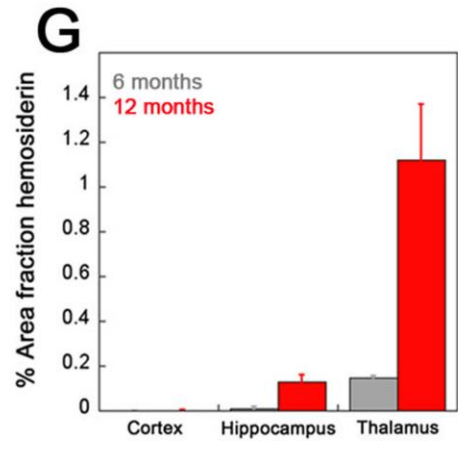 G
6 months
12 months
% Area fraction hemosiderin
1.4
1.2
1
0.8
0.6
0.4
0.2
0
Cortex Hippocampus Thalamus